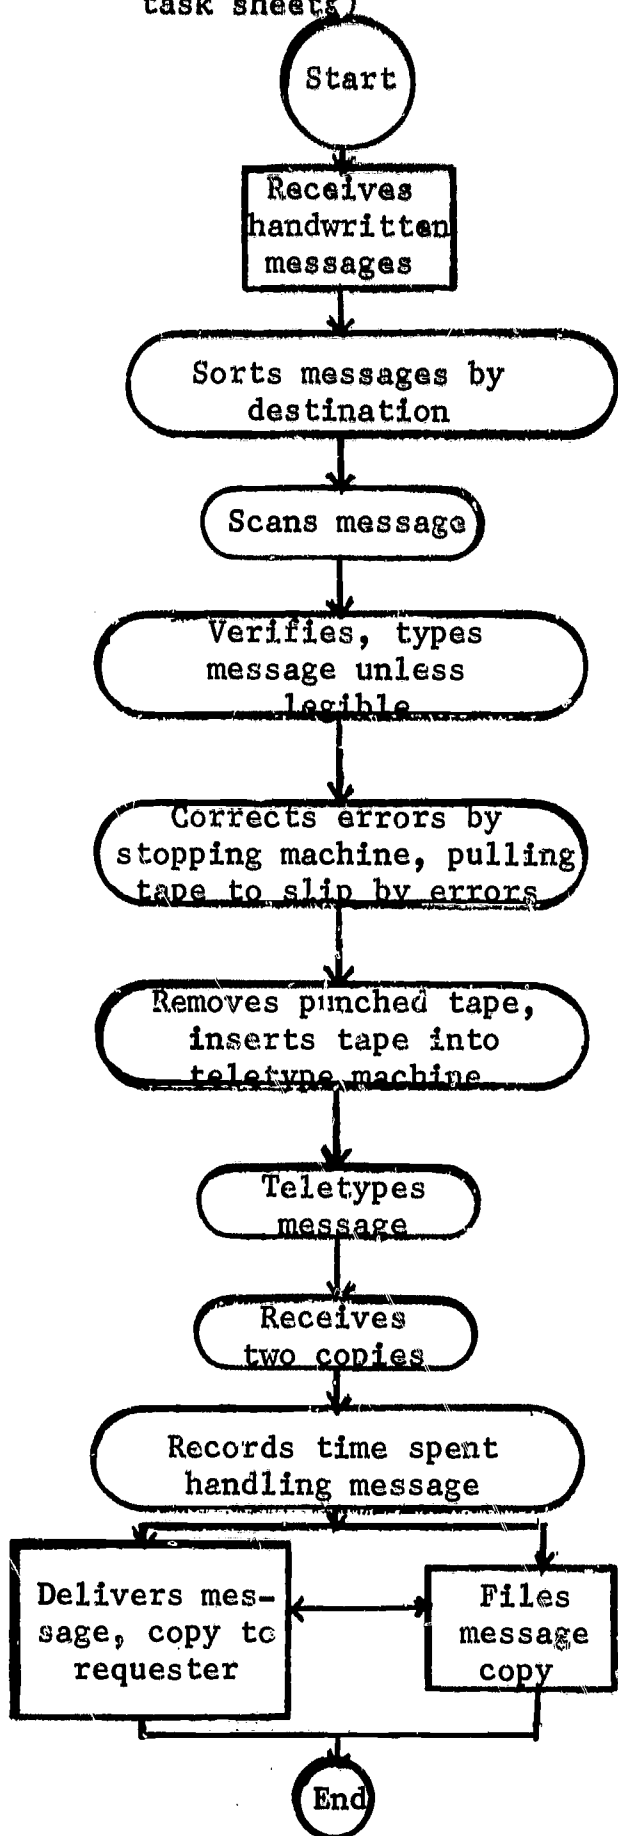 task sheets)
Start
Receives
handwritten
messages
Sorts messages by
destination
Scans message
Verifies, types
message unless
legible
Corrects errors by
stopping machine, pulling
tape to slip by errors
Removes punched tape,
inserts tape into
teletype machine
Teletypes
message
Receives
two copies
Records time spent
handling message
Delivers mes-
sage, copy to
requester
Files
message
copy
End